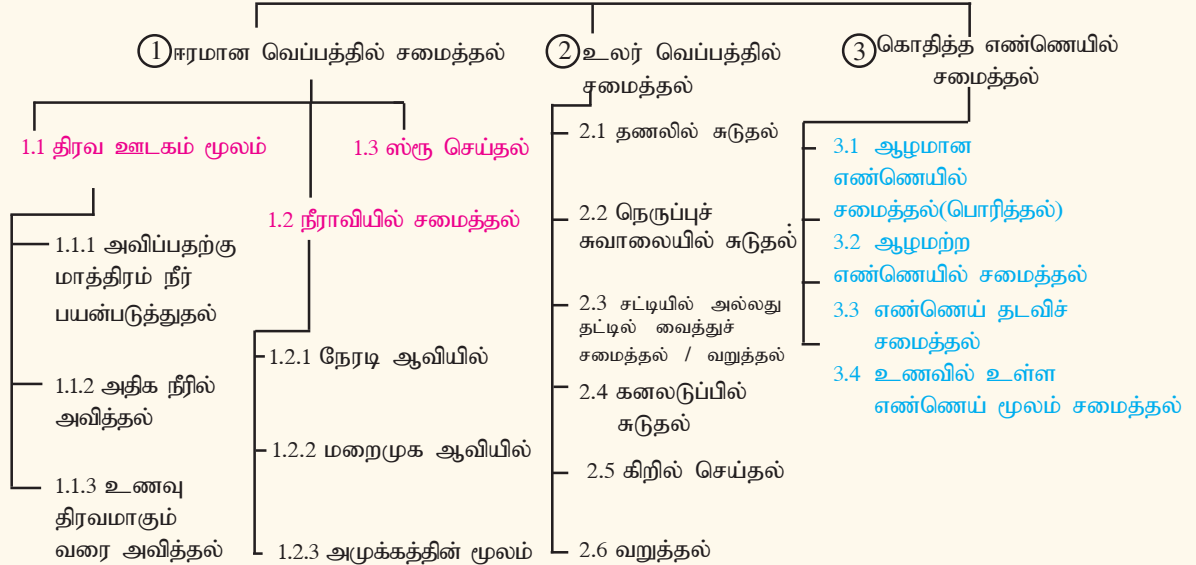 1 ஈரமான வெப்பத்தில் சமைத்தல்
1.1 திரவ ஊடகம் மூலம்
1.1.1 அவிப்பதற்கு
மாத்திரம் நீர்
பயன்படுத்துதல்
1.1.2 அதிக நீரில்
அவித்தல்
1.1.3 உணவு
திரவமாகும்
வரை அவித்தல்
1.3 ஸ்ரூ செய்தல்
1.2 நீராவியில் சமைத்தல்
1.2.1 நேரடி ஆவியில்
1.2.2 மறைமுக ஆவியில்
1.2.3 அமுக்கத்தின் மூலம்
2 உலர் வெப்பத்தில்
சமைத்தல்
2.1 தணலில் சுடுதல்
2.2 நெருப்புச்
சுவாலையில் சுடுதல்
2.3 சட்டியில் அல்லது
தட்டில் வைத்துச்
சமைத்தல் / வறுத்தல்
2.4 கனலடுப்பில்
சுடுதல்
2.5 கிறில் செய்தல்
2.6 வறுத்தல்
3 கொதித்த எண்ணெயில்
சமைத்தல்
3.1 ஆழமான
எண்ணெயில்
சமைத்தல்(பொரித்தல்)
3.2 ஆழமற்ற
எண்ணெயில் சமைத்தல்
3.3 எண்ணெய் தடவிச்
சமைத்தல்
3.4 உணவில் உள்ள
எண்ணெய் மூலம் சமைத்தல்